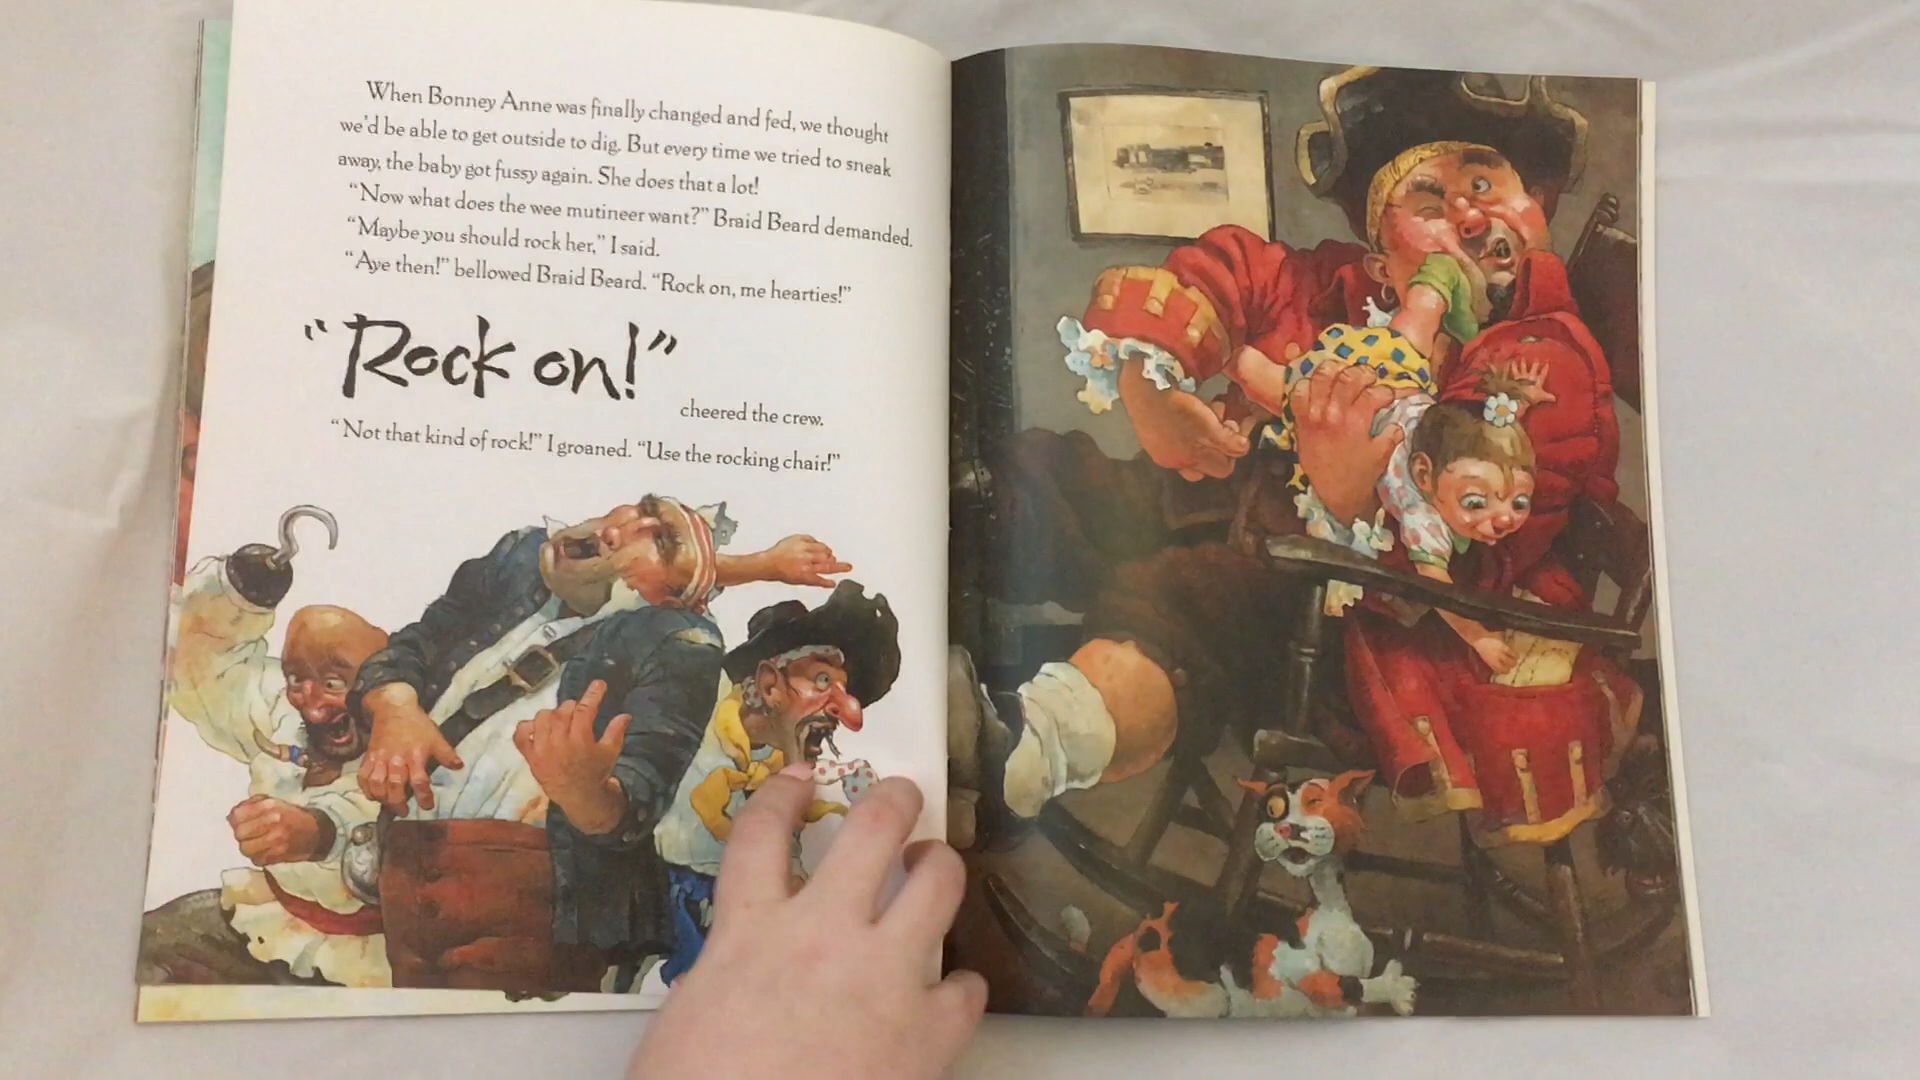 When Bonney Anne was finally changed and fed, we thought
we'd be able to get outside to dig. But every time we tried to sneak
away, the baby got fussy again. She does that a lot!
“Now what does the wee mutineer want?” Braid Beard demanded.
“Maybe you should rock her,” I said.
“Aye then!” bellowed Braid Beard. “Rock on, me hearties!”
“Rock on!”
cheered the crew.
“Not that kind of rock!” I groaned. “Use the rocking chair!”